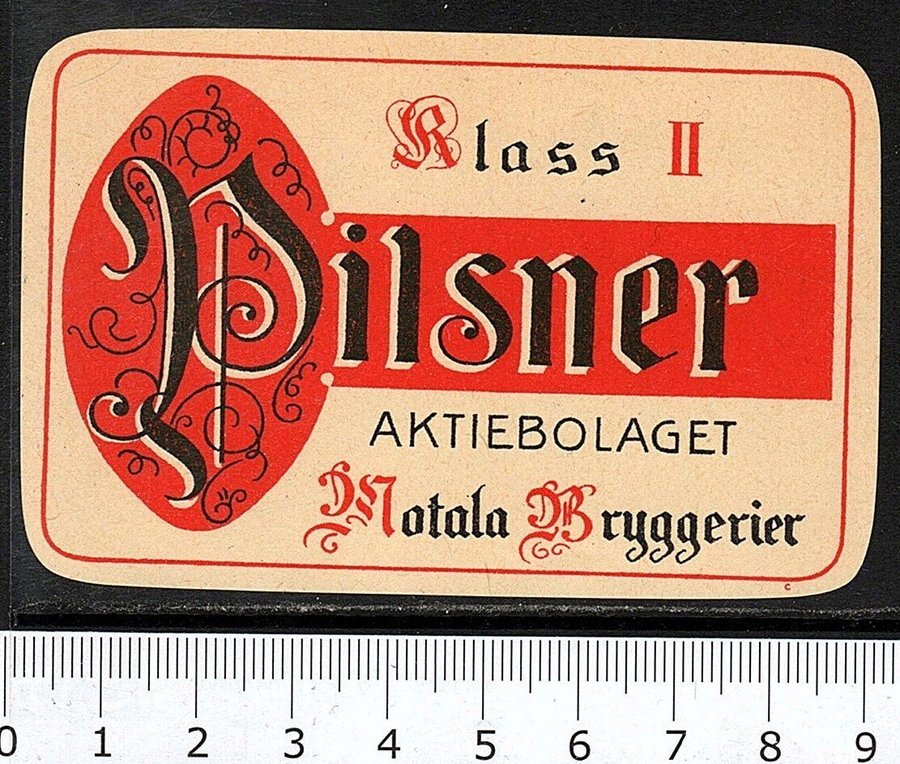 Klass II
Pilsner
AKTIEBOLAGET
Motala Bryggerier
C
0 1 2 3 4 5 6 7 8 9